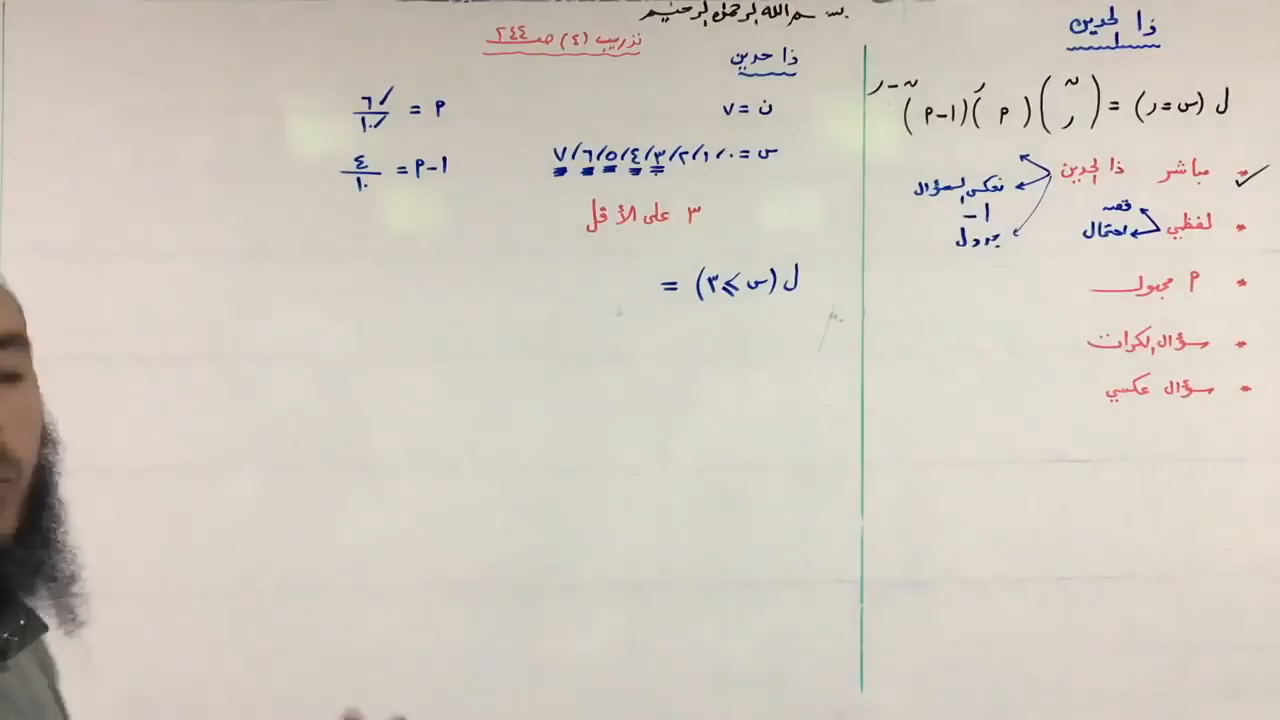 بسم الله الرحمن الرحيم
ذا الحدين
ل (س=ر) = (ن ر) (أ)ر (١-أ)ن-ر
* مباشر ذا الحدين
نعكس السؤال
١-
جدول
* لفظي
قصه
احتمال
* أ مجهول
* سؤال الكرات
* سؤال عكسي
تدريب (٤) ص ٢٤٤
ذا حدين
ن = ٧
أ = ٦/١٠
س = ٠، ١/٢/٣/٤/٥/٦/٧
١-أ = ٤/١٠
٣ على الأقل
ل (س ≥ ٣) =